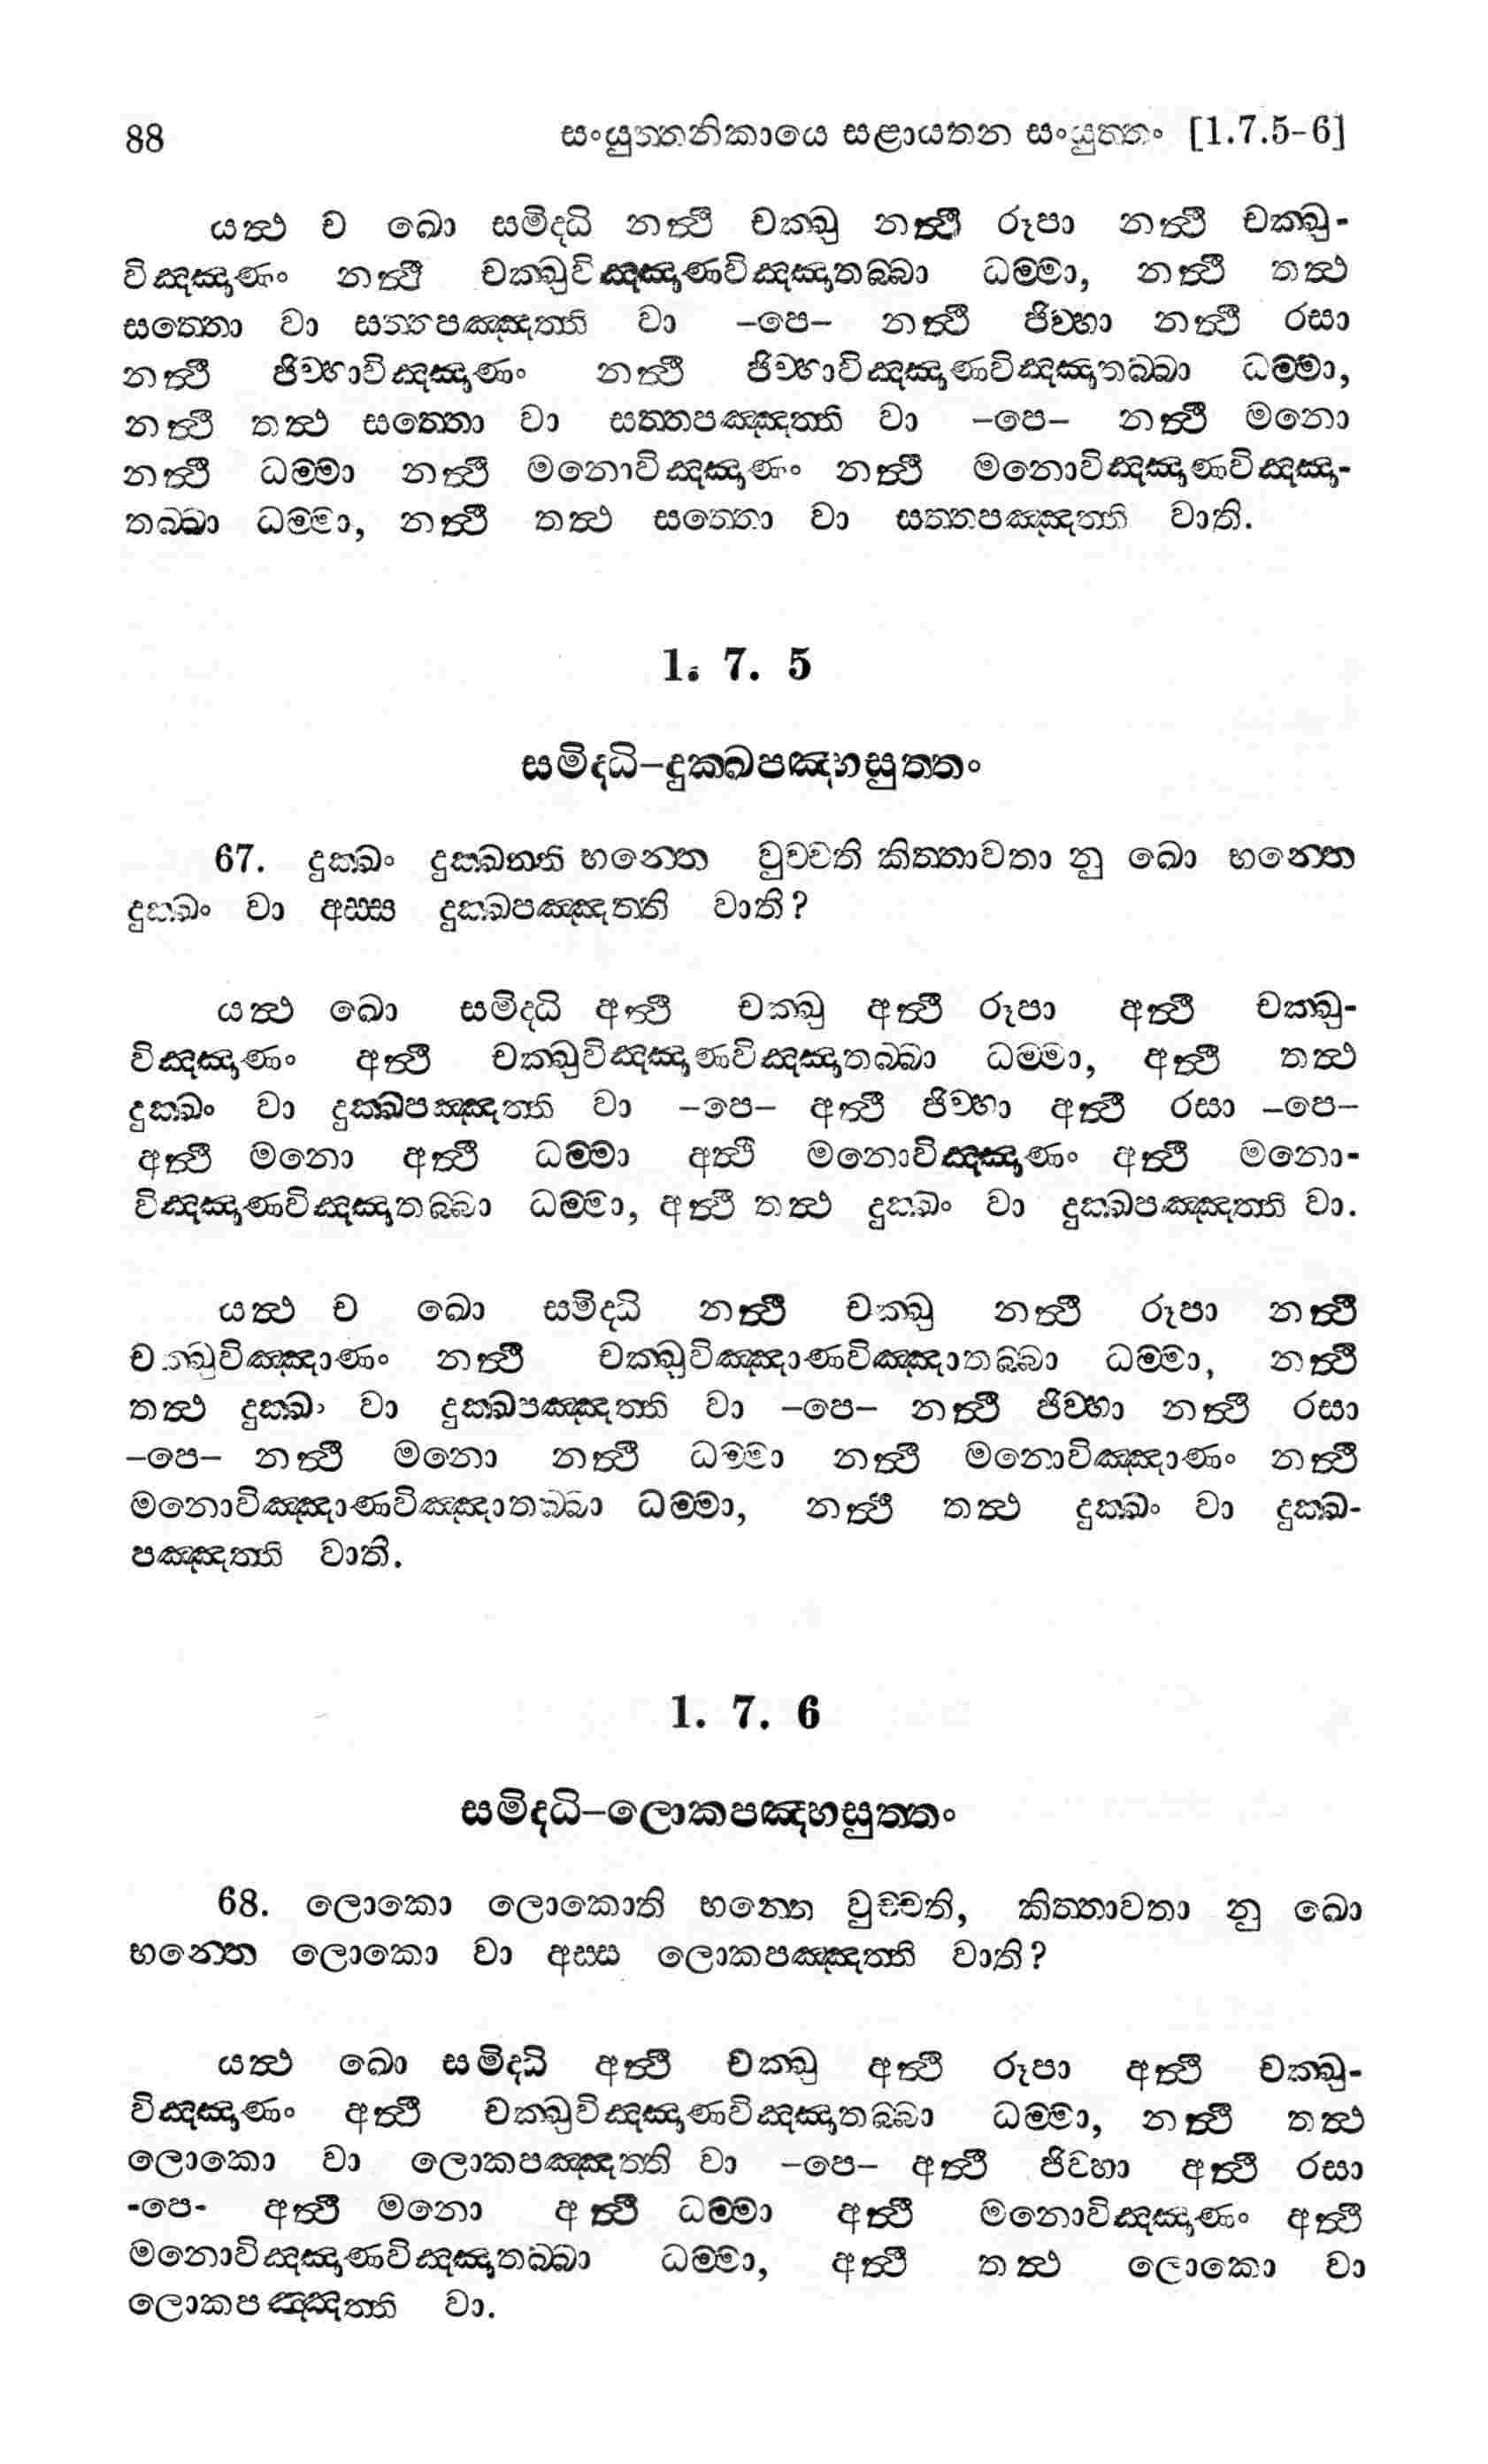 88 සංයුත්තනිකායෙ සළායතන සංයුත්තං [1.7.5-6]
යත්ථ ච ඛො සමිද්ධි නත්ථි චක්ඛු නත්ථි රූපා නත්ථි චක්ඛු-
විඤ්ඤාණං නත්ථි චක්ඛුවිඤ්ඤාණවිඤ්ඤාතබ්බා ධම්මා, නත්ථි තත්ථ
සත්තො වා සත්තපඤ්ඤත්ති වා –පෙ– නත්ථි ජිව්හා නත්ථි රසා
නත්ථි ජිව්හාවිඤ්ඤාණං නත්ථි ජිව්හාවිඤ්ඤාණවිඤ්ඤාතබ්බා ධම්මා,
නත්ථි තත්ථ සත්තො වා සත්තපඤ්ඤත්ති වා –පෙ– නත්ථි මනො
නත්ථි ධම්මා නත්ථි මනොවිඤ්ඤාණං නත්ථි මනොවිඤ්ඤාණවිඤ්ඤා-
තබ්බා ධම්මා, නත්ථි තත්ථ සත්තො වා සත්තපඤ්ඤත්ති වාති.
1. 7. 5
සමිද්ධි–දුක්ඛපඤ්හසුත්තං
67. දුක්ඛං දුක්ඛන්ති භන්තෙ වුච්චති කිත්තාවතා නු ඛො භන්තෙ
දුක්ඛං වා අස්ස දුක්ඛපඤ්ඤත්ති වාති?
යත්ථ ඛො සමිද්ධි අත්ථි චක්ඛු අත්ථි රූපා අත්ථි චක්ඛු-
විඤ්ඤාණං අත්ථි චක්ඛුවිඤ්ඤාණවිඤ්ඤාතබ්බා ධම්මා, අත්ථි තත්ථ
දුක්ඛං වා දුක්ඛපඤ්ඤත්ති වා –පෙ– අත්ථි ජිව්හා අත්ථි රසා –පෙ–
අත්ථි මනො අත්ථි ධම්මා අත්ථි මනොවිඤ්ඤාණං අත්ථි මනො-
විඤ්ඤාණවිඤ්ඤාතබ්බා ධම්මා, අත්ථි තත්ථ දුක්ඛං වා දුක්ඛපඤ්ඤත්ති වා.
යත්ථ ච ඛො සමිද්ධි නත්ථි චක්ඛු නත්ථි රූපා නත්ථි
චක්ඛුවිඤ්ඤාණං නත්ථි චක්ඛුවිඤ්ඤාණවිඤ්ඤාතබ්බා ධම්මා, නත්ථි
තත්ථ දුක්ඛං වා දුක්ඛපඤ්ඤත්ති වා –පෙ– නත්ථි ජිව්හා නත්ථි රසා
–පෙ– නත්ථි මනො නත්ථි ධම්මා නත්ථි මනොවිඤ්ඤාණං නත්ථි
මනොවිඤ්ඤාණවිඤ්ඤාතබ්බා ධම්මා, නත්ථි තත්ථ දුක්ඛං වා දුක්ඛ-
පඤ්ඤත්ති වාති.
1. 7. 6
සමිද්ධි–ලොකපඤ්හසුත්තං
68. ලොකො ලොකොති භන්තෙ වුච්චති, කිත්තාවතා නු ඛො
භන්තෙ ලොකො වා අස්ස ලොකපඤ්ඤත්ති වාති?
යත්ථ ඛො සමිද්ධි අත්ථි චක්ඛු අත්ථි රූපා අත්ථි චක්ඛු-
විඤ්ඤාණං අත්ථි චක්ඛුවිඤ්ඤාණවිඤ්ඤාතබ්බා ධම්මා, නත්ථි තත්ථ
ලොකො වා ලොකපඤ්ඤත්ති වා –පෙ– අත්ථි ජිව්හා අත්ථි රසා
-පෙ- අත්ථි මනො අත්ථි ධම්මා අත්ථි මනොවිඤ්ඤාණං අත්ථි
මනොවිඤ්ඤාණවිඤ්ඤාතබ්බා ධම්මා, අත්ථි තත්ථ ලොකො වා
ලොකපඤ්ඤත්ති වා.